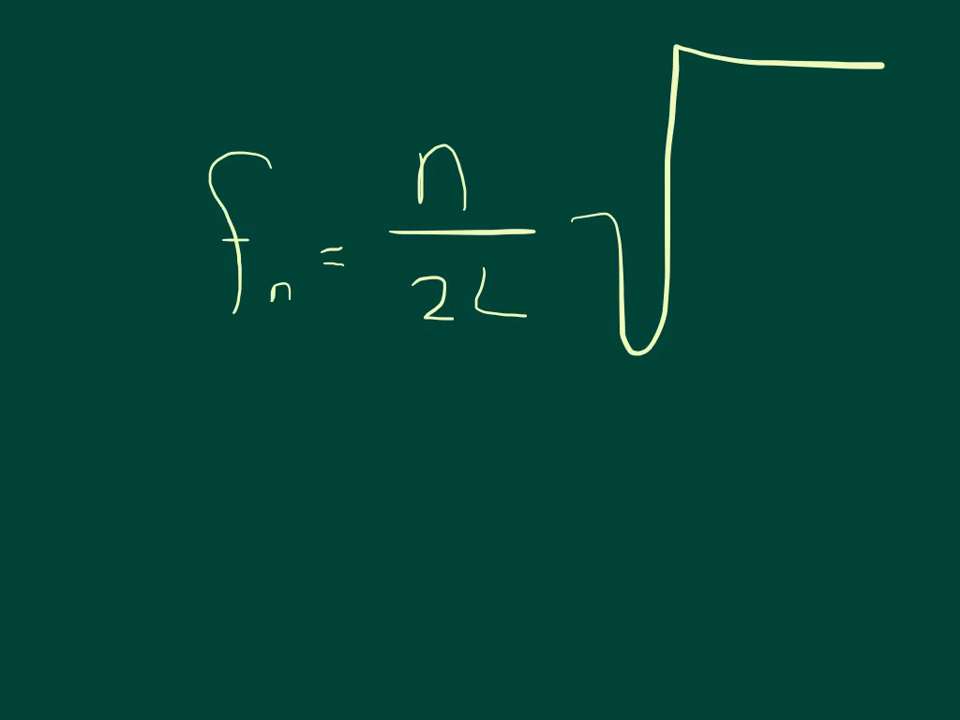 fn = n/2L √